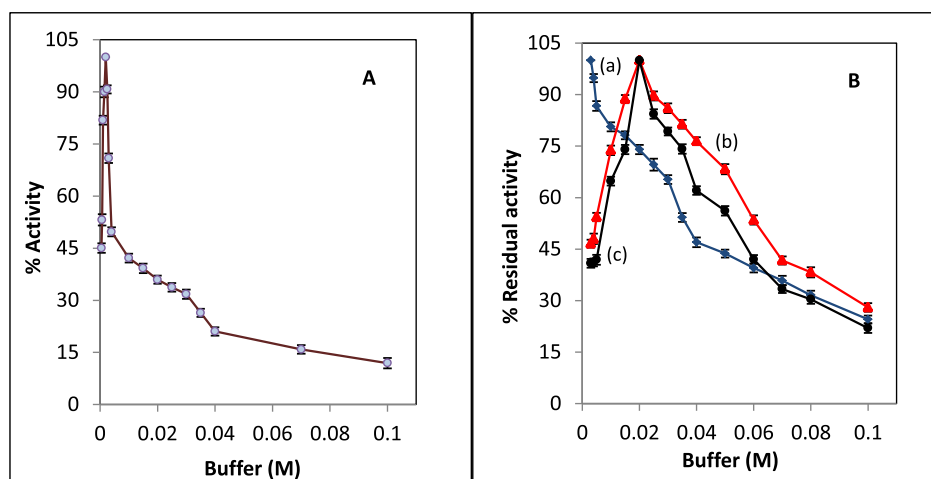 A
% Activity
105
90
75
60
45
30
15
0
0 0.02 0.04 0.06 0.08 0.1
Buffer (M)
B
% Residual activity
105
90
75
60
45
30
15
0
(a)
(b)
(c)
0 0.02 0.04 0.06 0.08 0.1
Buffer (M)